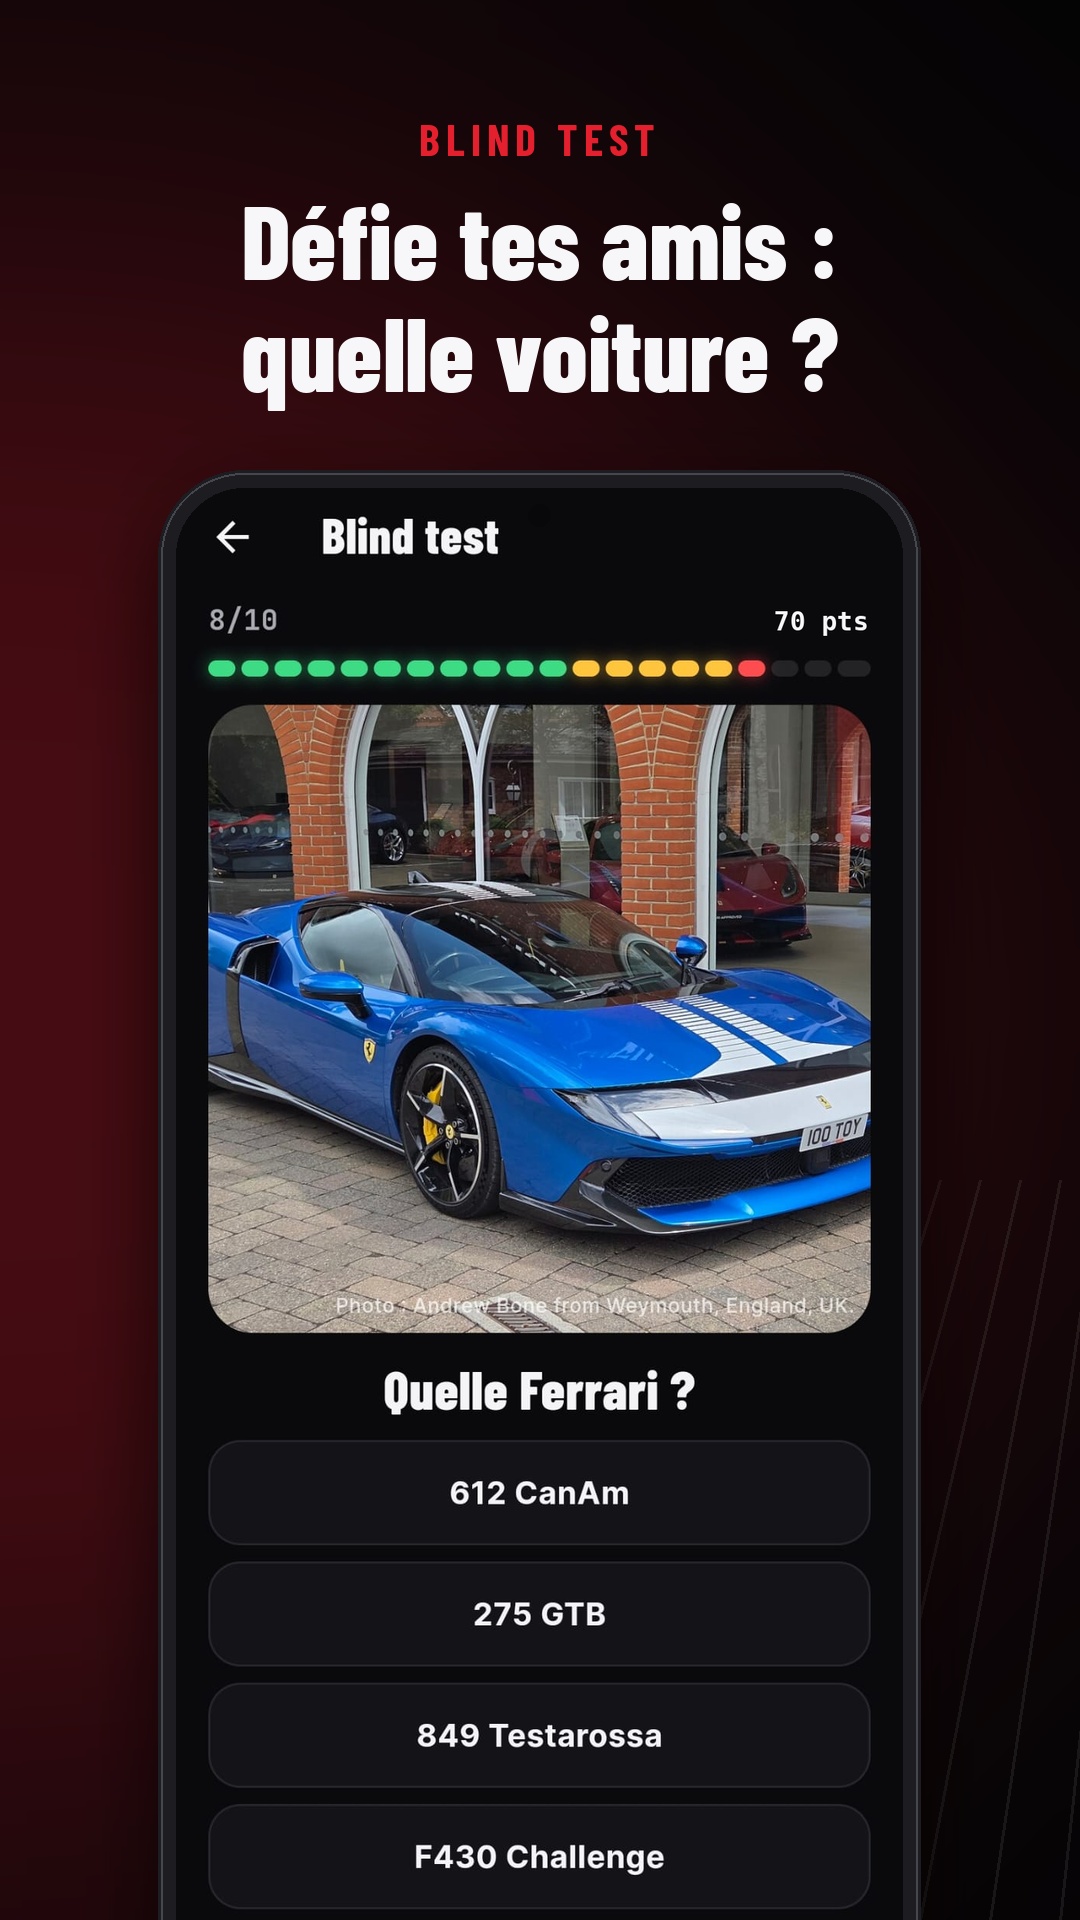 BLIND TEST
Défie tes amis :
quelle voiture ?
Blind test
8/10
70 pts
100 TOY
Photo : Andrew Bone from Weymouth, England, UK.
Quelle Ferrari ?
612 CanAm
275 GTB
849 Testarossa
F430 Challenge